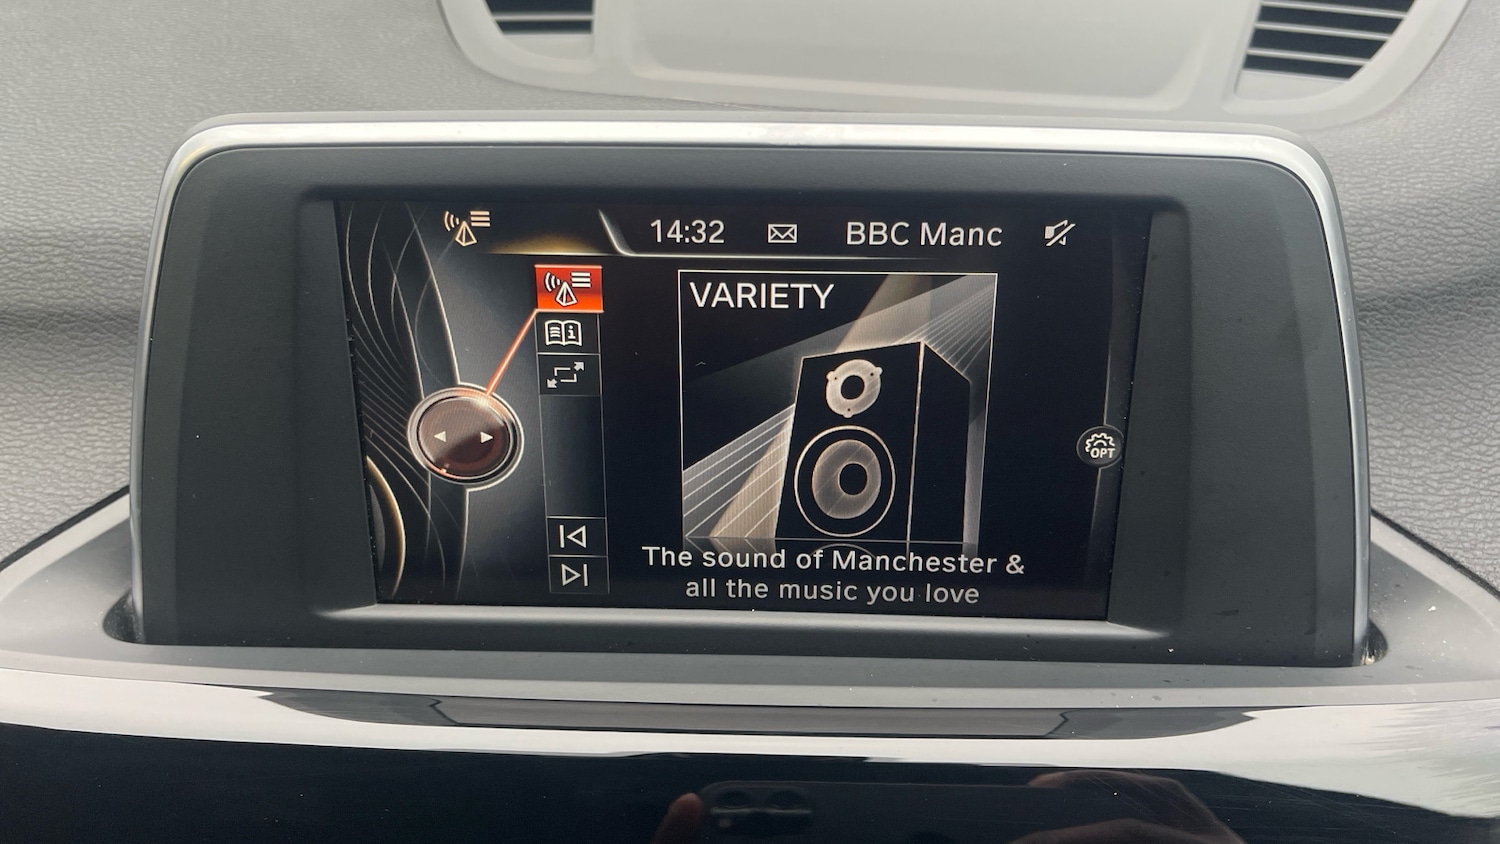 14:32 BBC Manc
VARIETY
OPT
The sound of Manchester &
all the music you love